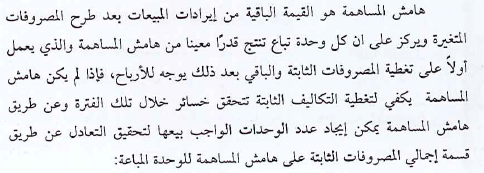 هامش المساهمة هو القيمة الباقية من إيرادات المبيعات بعد طرح المصروفات
المتغيرة ويركز على ان كل وحدة تباع تنتج قدرًا معينا من هامش المساهمة والذي يعمل
أولاً على تغطية المصروفات الثابتة والباقي بعد ذلك يوجه للأرباح، فإذا لم يكن هامش
المساهمة يكفي لتغطية التكاليف الثابتة تتحقق خسائر خلال تلك الفترة وعن طريق
هامش المساهمة يمكن إيجاد عدد الوحدات الواجب بيعها لتحقيق التعادل عن طريق
قسمة إجمالي المصروفات الثابتة على هامش المساهمة للوحدة المباعة: